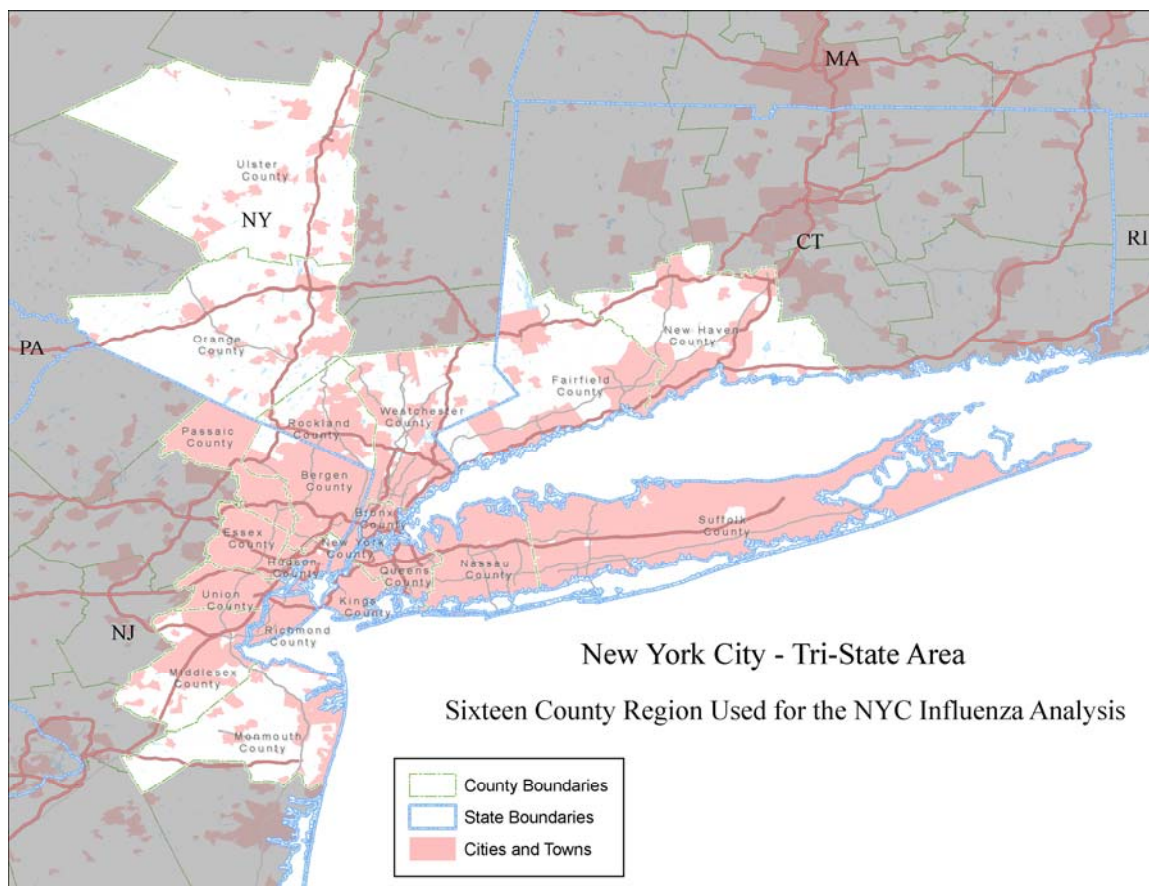 MA
Ulster
County
NY
CT
RI
PA
Orange
County
New Haven
County
Fairfield
County
Westchester
County
Rockland
County
Passaic
County
Bergen
County
Bronx
County
Essex
County
New York
County
Suffolk
County
Hudson
County
Queens
County
Nassau
County
Union
County
Kings
County
NJ
Richmond
County
Middlesex
County
Monmouth
County
New York City - Tri-State Area
Sixteen County Region Used for the NYC Influenza Analysis
County Boundaries
State Boundaries
Cities and Towns